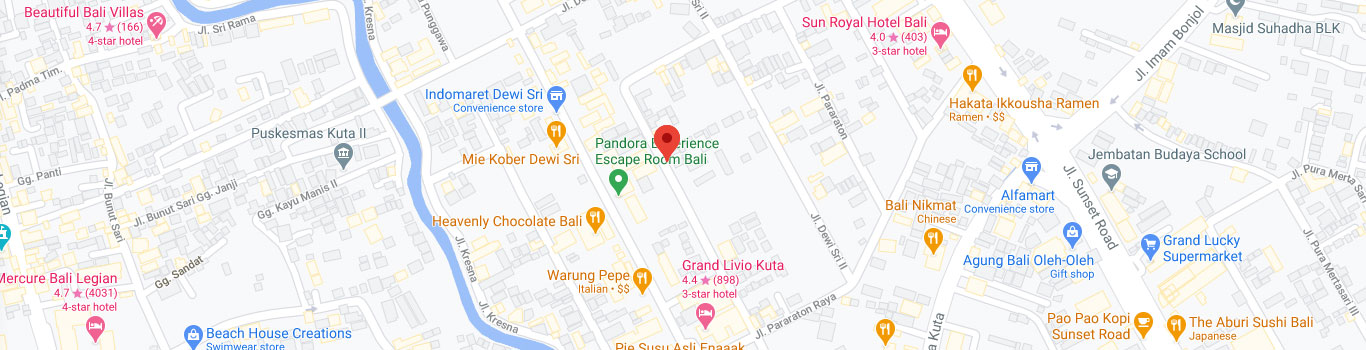 Beautiful Bali Villas
4.7 ★ (166)
4-star hotel
Jl. Sri Rama
Jl. Kresna
Punggawa
Sri II
Sun Royal Hotel Bali
4.0 ★ (403)
3-star hotel
Masjid Suhadha BLK
Jl. Imam Bonjol
Jl. Padma Tim.
Indomaret Dewi Sri
Convenience store
Jl. Pararaton
Hakata Ikkousha Ramen
Ramen • $$
Puskesmas Kuta II
Mie Kober Dewi Sri
Pandora
Escape Room Bali
Jembatan Budaya School
Gg. Panti
Jl. Bunut Sari Gg. Janji
Gg. Kayu Manis II
Legian
Jl. Bunut Sari
Alfamart
Convenience store
Jl. Sunset Road
Jl. Pura Merta Sari
Bali Nikmat
Chinese
Heavenly Chocolate Bali
Jl. Kresna
Jl. Dewi Sri II
Grand Lucky
Supermarket
Jl. Pura Mertasari III
Agung Bali Oleh-Oleh
Gift shop
Gg. Sandat
Mercure Bali Legian
4.7 ★ (4031)
4-star hotel
Warung Pepe
Italian • $$
Grand Livio Kuta
4.4 ★ (898)
3-star hotel
Jl. Kresna
Jl. Pararaton Raya
Kuta
Beach House Creations
Swimwear store
Pao Pao Kopi
Sunset Road
The Aburi Sushi Bali
Japanese
Pie Susu Asli Enaaak